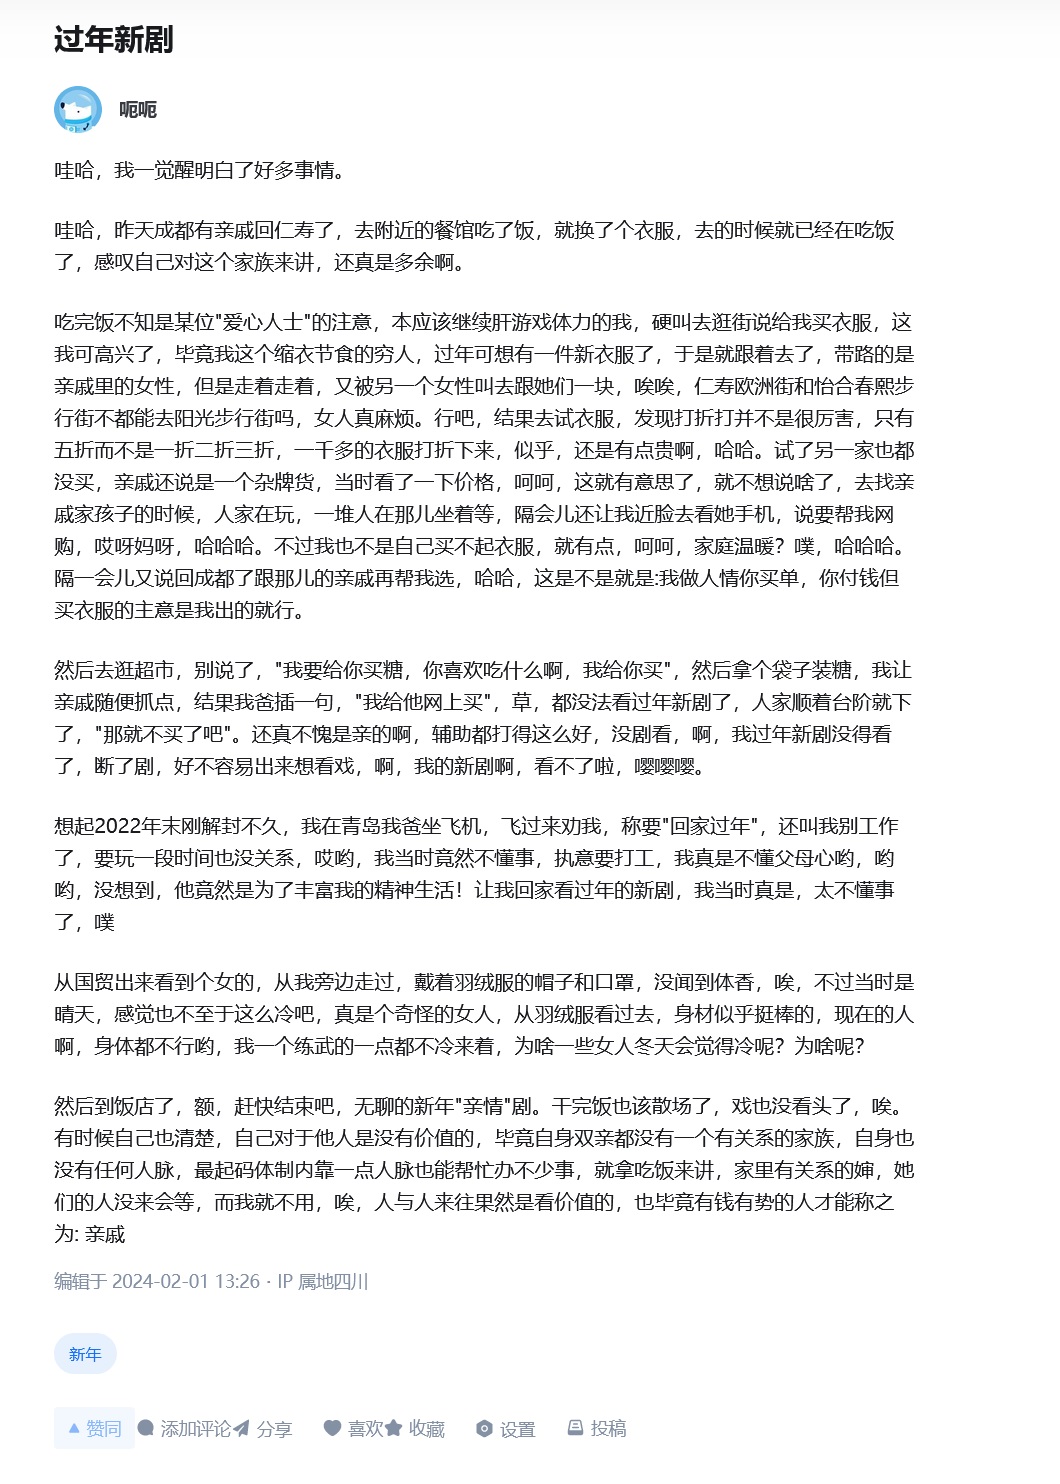 过年新剧
呃呃
哇哈，我一觉醒明白了好多事情。
哇哈，昨天成都有亲戚回仁寿了，去附近的餐馆吃了饭，就换了个衣服，去的时候就已经在吃饭
了，感叹自己对这个家族来讲，还真是多余啊。
吃完饭不知是某位"爱心人士"的注意，本应该继续肝游戏体力的我，硬叫去逛街说给我买衣服，这
我可高兴了，毕竟我这个缩衣节食的穷人，过年可想有一件新衣服了，于是就跟着去了，带路的是
亲戚里的女性，但是走着走着，又被另一个女性叫去跟她们一块，唉唉，仁寿欧洲街和怡合春熙步
行街不都能去阳光步行街吗，女人真麻烦。行吧，结果去试衣服，发现打折打并不是很厉害，只有
五折而不是一折二折三折，一千多的衣服打折下来，似乎，还是有点贵啊，哈哈。试了另一家也都
没买，亲戚还说是一个杂牌货，当时看了一下价格，呵呵，这就有意思了，就不想说啥了，去找亲
戚家孩子的时候，人家在玩，一堆人在那儿坐着等，隔会儿还让我近脸去看她手机，说要帮我网
购，哎呀妈呀，哈哈哈。不过我也不是自己买不起衣服，就有点，呵呵，家庭温暖？噗，哈哈哈。
隔一会儿又说回成都了跟那儿的亲戚再帮我选，哈哈，这是不是就是:我做人情你买单，你付钱但
买衣服的主意是我出的就行。
然后去逛超市，别说了，"我要给你买糖，你喜欢吃什么啊，我给你买"，然后拿个袋子装糖，我让
亲戚随便抓点，结果我爸插一句，"我给他网上买"，草，都没法看过年新剧了，人家顺着台阶就下
了，"那就不买了吧"。还真不愧是亲的啊，辅助都打得这么好，没剧看，啊，我过年新剧没得看
了，断了剧，好不容易出来想看戏，啊，我的新剧啊，看不了啦，嘤嘤嘤。
想起2022年末刚解封不久，我在青岛我爸坐飞机，飞过来劝我，称要"回家过年"，还叫我别工作
了，要玩一段时间也没关系，哎哟，我当时竟然不懂事，执意要打工，我真是不懂父母心哟，哟
哟，没想到，他竟然是为了丰富我的精神生活！让我回家看过年的新剧，我当时真是，太不懂事
了，噗
从国贸出来看到个女的，从我旁边走过，戴着羽绒服的帽子和口罩，没闻到体香，唉，不过当时是
晴天，感觉也不至于这么冷吧，真是个奇怪的女人，从羽绒服看过去，身材似乎挺棒的，现在的人
啊，身体都不行哟，我一个练武的一点都不冷来着，为啥一些女人冬天会觉得冷呢？为啥呢？
然后到饭店了，额，赶快结束吧，无聊的新年"亲情"剧。干完饭也该散场了，戏也没看头了，唉。
有时候自己也清楚，自己对于他人是没有价值的，毕竟自身双亲都没有一个有关系的家族，自身也
没有任何人脉，最起码体制内靠一点人脉也能帮忙办不少事，就拿吃饭来讲，家里有关系的婶，她
们的人没来会等，而我就不用，唉，人与人来往果然是看价值的，也毕竟有钱有势的人才能称之
为: 亲戚
编辑于 2024-02-01 13:26 · IP 属地四川
新年
赞同 添加评论 分享 喜欢 收藏 设置 投稿